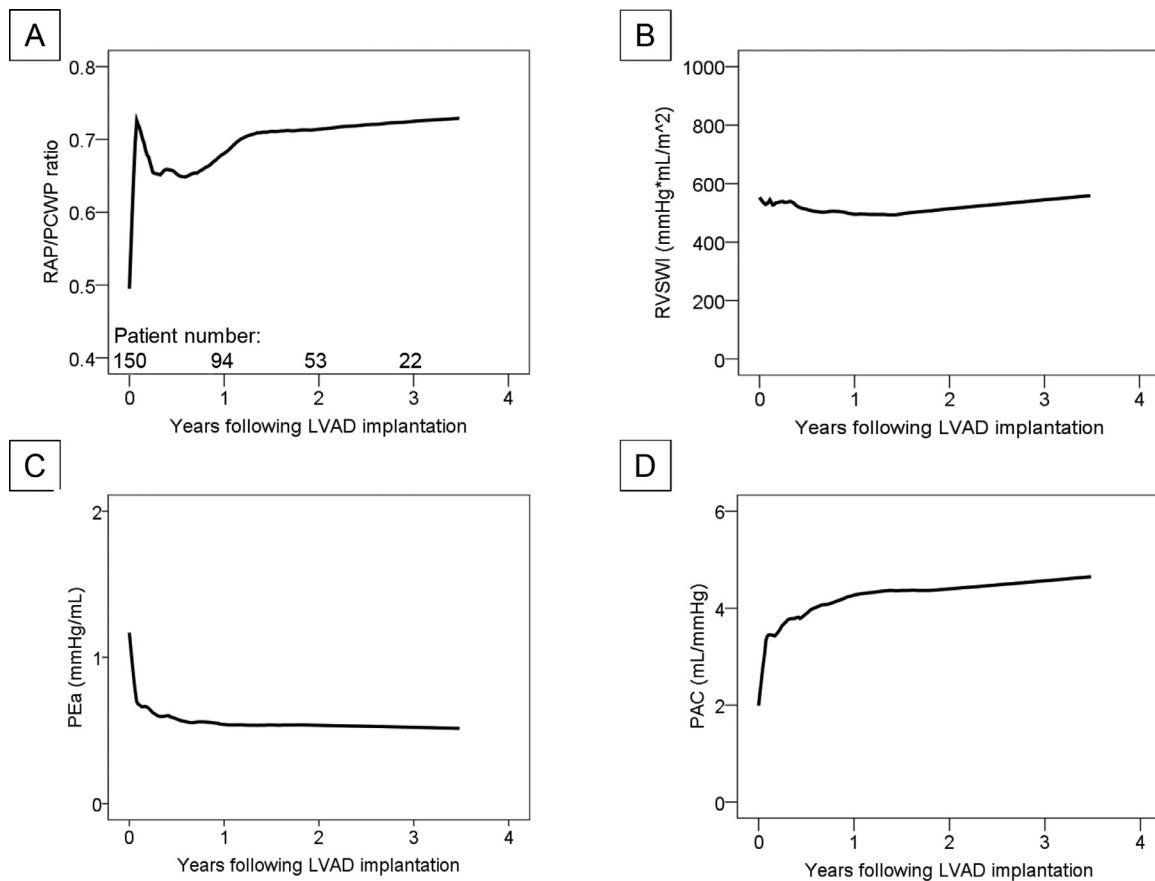 A
RAP/PCWP ratio
0.8
0.7
0.6
0.5
0.4
Patient number:
150 94 53 22
0 1 2 3 4
Years following LVAD implantation
B
RVSWI (mmHg*mL/m^2)
1000
800
600
400
200
0
0 1 2 3 4
Years following LVAD implantation
C
PEa (mmHg/mL)
2
1
0
0 1 2 3 4
Years following LVAD implantation
D
PAC (mL/mmHg)
6
4
2
0
0 1 2 3 4
Years following LVAD implantation